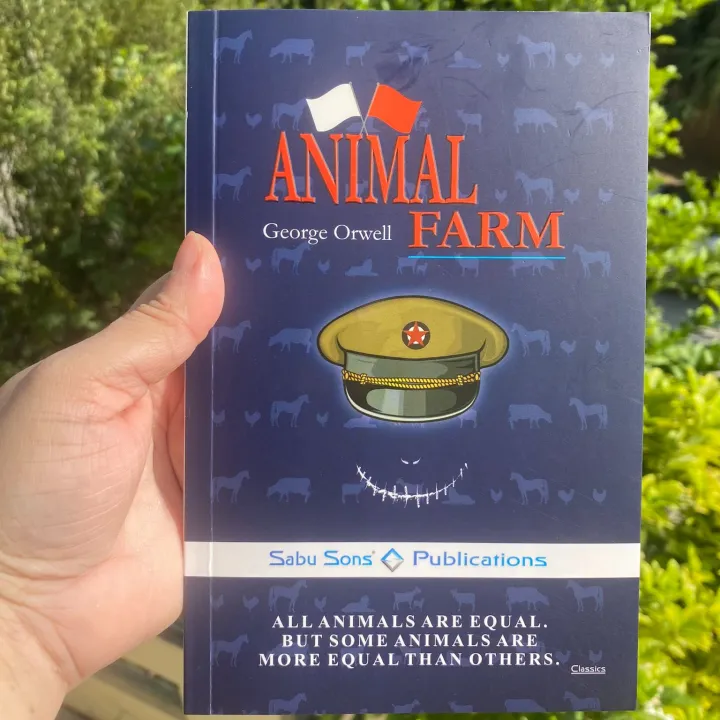 ANIMAL
George Orwell FARM
Sabu Sons® Publications
ALL ANIMALS ARE EQUAL.
BUT SOME ANIMALS ARE
MORE EQUAL THAN OTHERS.
Classics